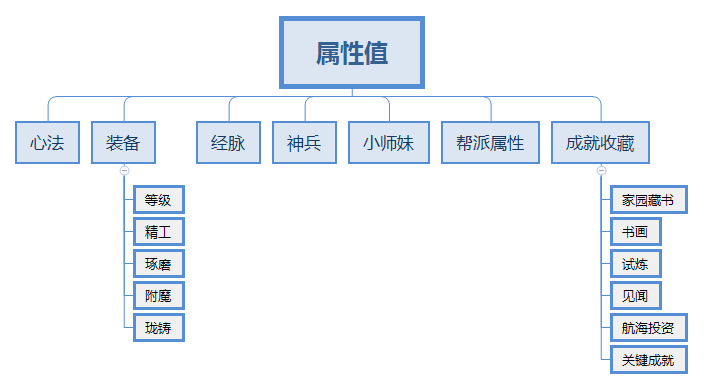 属性值
心法
装备
经脉
神兵
小师妹
帮派属性
成就收藏
等级
精工
琢磨
附魔
珑铸
家园藏书
书画
试炼
见闻
航海投资
关键成就